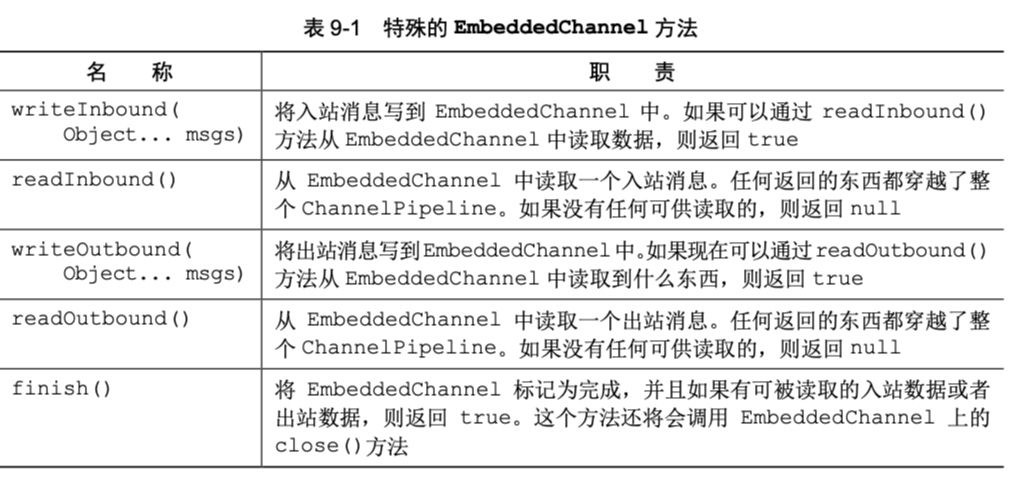 表 9-1 特殊的 EmbeddedChannel 方法
名 称 职 责
writeInbound(
Object... msgs)
将入站消息写到 EmbeddedChannel 中。如果可以通过 readInbound()
方法从 EmbeddedChannel 中读取数据，则返回 true
readInbound()
从 EmbeddedChannel 中读取一个入站消息。任何返回的东西都穿越了整
个 ChannelPipeline。如果没有任何可供读取的，则返回 null
writeOutbound(
Object... msgs)
将出站消息写到EmbeddedChannel中。如果现在可以通过readOutbound()
方法从 EmbeddedChannel 中读取到什么东西，则返回 true
readOutbound()
从 EmbeddedChannel 中读取一个出站消息。任何返回的东西都穿越了整
个 ChannelPipeline。如果没有任何可供读取的，则返回 null
finish()
将 EmbeddedChannel 标记为完成，并且如果有可被读取的入站数据或者
出站数据，则返回 true。这个方法还将会调用 EmbeddedChannel 上的
close()方法